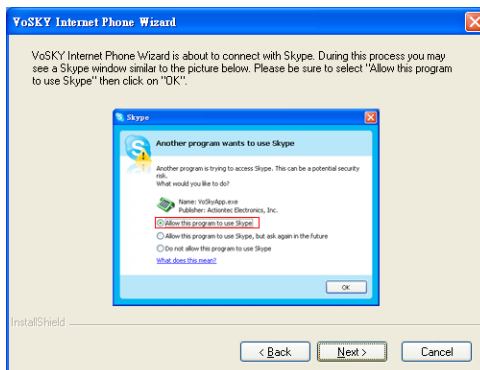 VoSKY Internet Phone Wizard
VoSKY Internet Phone Wizard is about to connect with Skype. During this process you may
see a Skype window similar to the picture below. Please be sure to select "Allow this program
to use Skype" then click on "OK".
Skype
Another program wants to use Skype
Another program is trying to access Skype. This can be a potential security
risk.
What would you like to do?
Name: VoSkyApp.exe
Publisher: Actiontec Electronics, Inc.
Allow this program to use Skype
Allow this program to use Skype, but ask again in the future
Do not allow this program to use Skype
What does this mean?
OK
InstallShield
< Back Next > Cancel